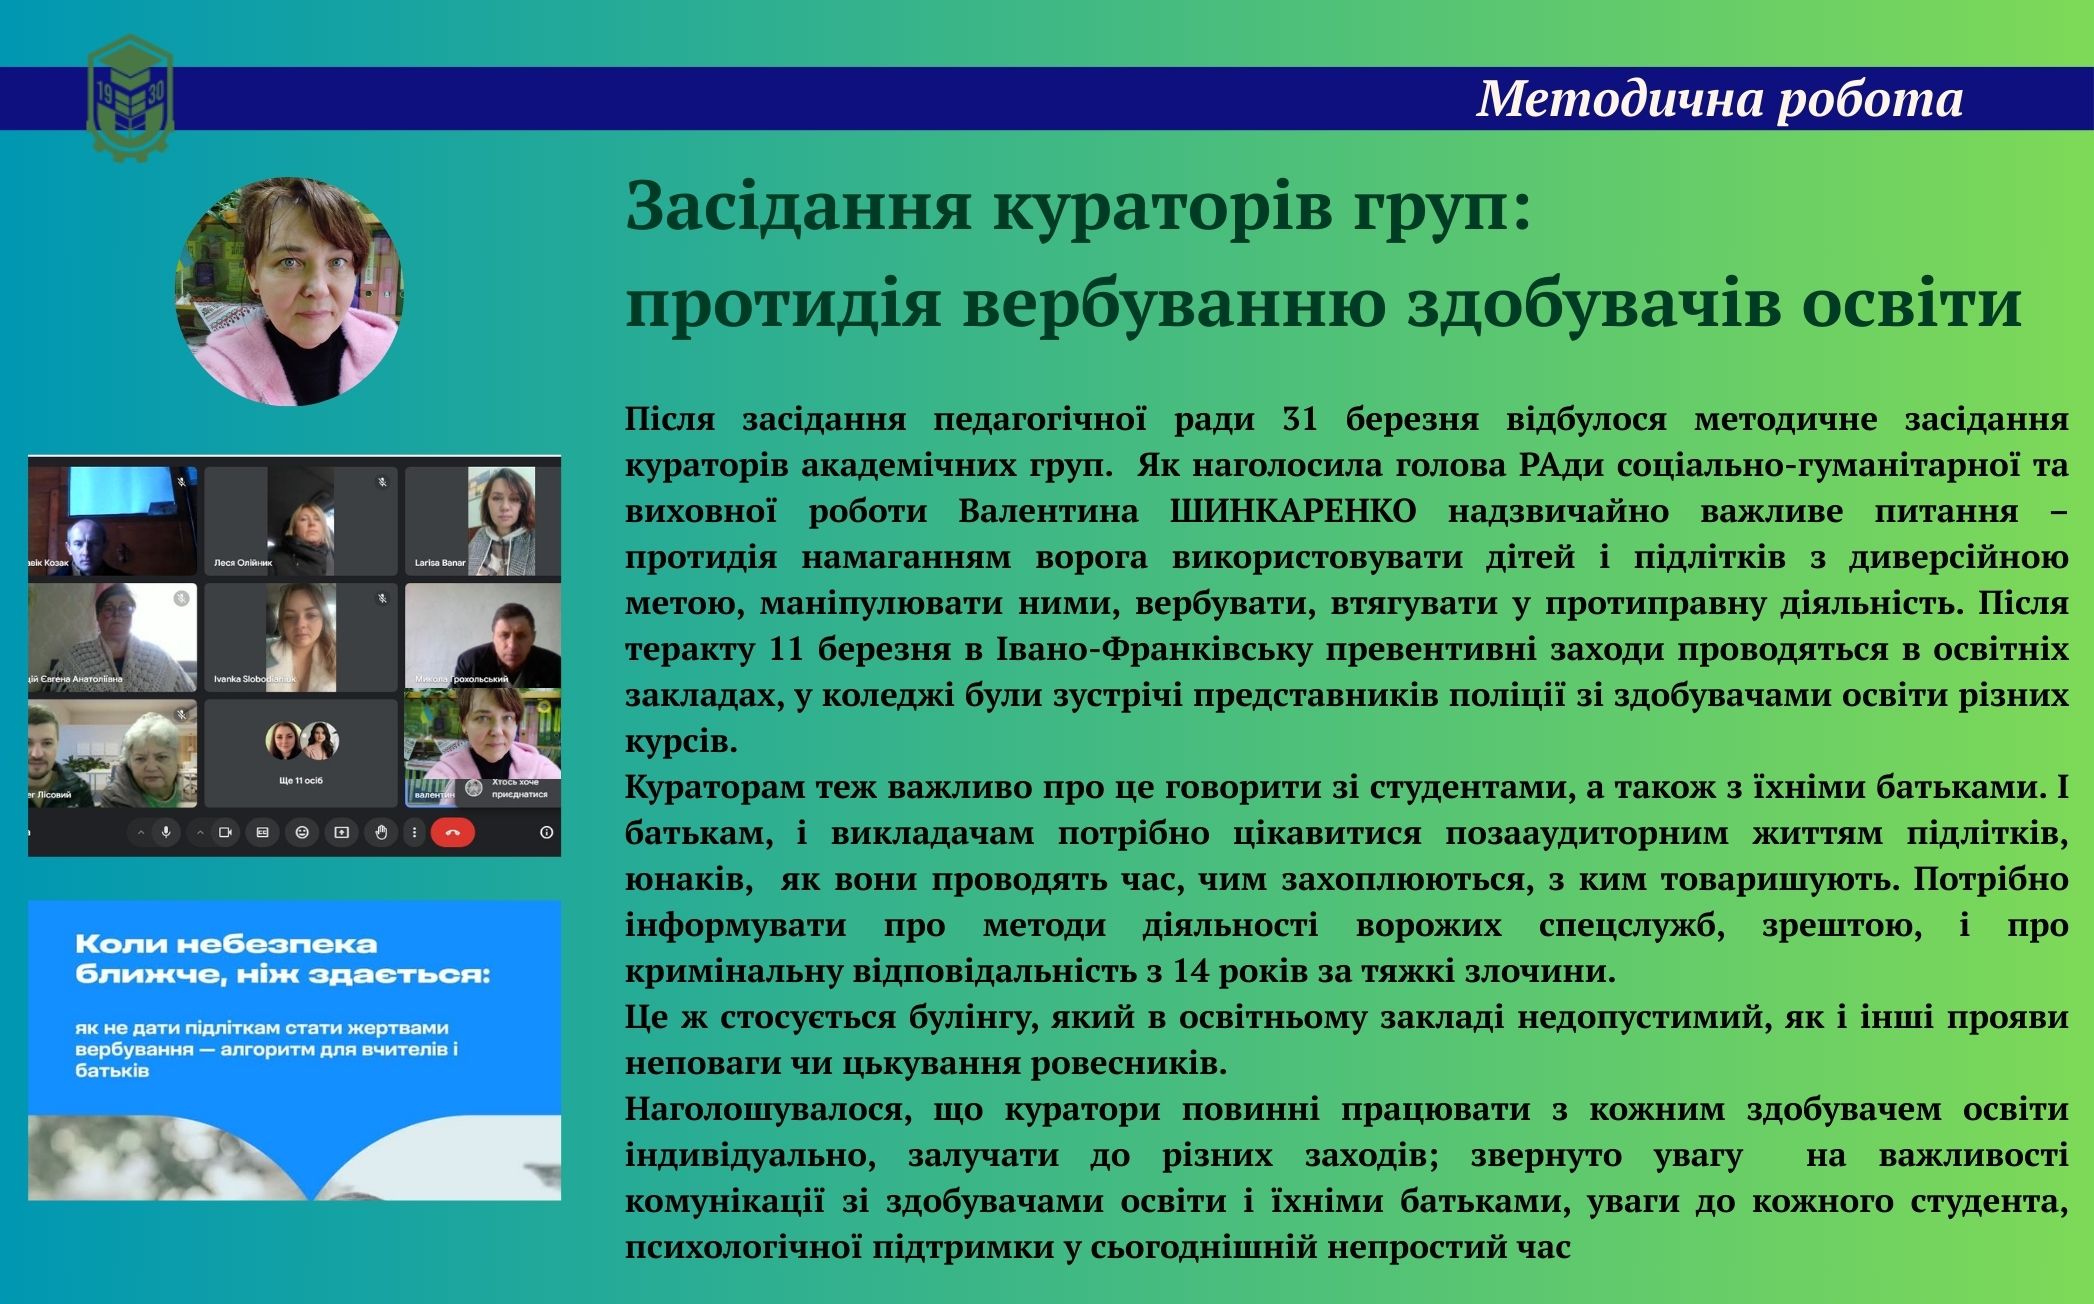 1930
Методична робота
Засідання кураторів груп:
протидія вербуванню здобувачів освіти
Після засідання педагогічної ради 31 березня відбулося методичне засідання
кураторів академічних груп. Як наголосила голова РАди соціально-гуманітарної та
виховної роботи Валентина ШИНКАРЕНКО надзвичайно важливе питання –
протидія намаганням ворога використовувати дітей і підлітків з диверсійною
метою, маніпулювати ними, вербувати, втягувати у протиправну діяльність. Після
теракту 11 березня в Івано-Франківську превентивні заходи проводяться в освітніх
закладах, у коледжі були зустрічі представників поліції зі здобувачами освіти різних
курсів.
Кураторам теж важливо про це говорити зі студентами, а також з їхніми батьками. І
батькам, і викладачам потрібно цікавитися позааудиторним життям підлітків,
юнаків, як вони проводять час, чим захоплюються, з ким товаришують. Потрібно
інформувати про методи діяльності ворожих спецслужб, зрештою, і про
кримінальну відповідальність з 14 років за тяжкі злочини.
Це ж стосується булінгу, який в освітньому закладі недопустимий, як і інші прояви
неповаги чи цькування ровесників.
Наголошувалося, що куратори повинні працювати з кожним здобувачем освіти
індивідуально, залучати до різних заходів; звернуто увагу на важливості
комунікації зі здобувачами освіти і їхніми батьками, уваги до кожного студента,
психологічної підтримки у сьогоднішній непростий час
авік Козак
Леся Олійник
Larisa Banar
цій Євгена Анатоліївна
Ivanka Slobodianiuk
Микола Грохольський
ег Лісовий
Ще 11 осіб
валентин
Хтось хоче
приєднатися
Коли небезпека
ближче, ніж здається:
як не дати підліткам стати жертвами
вербування — алгоритм для вчителів і
батьків